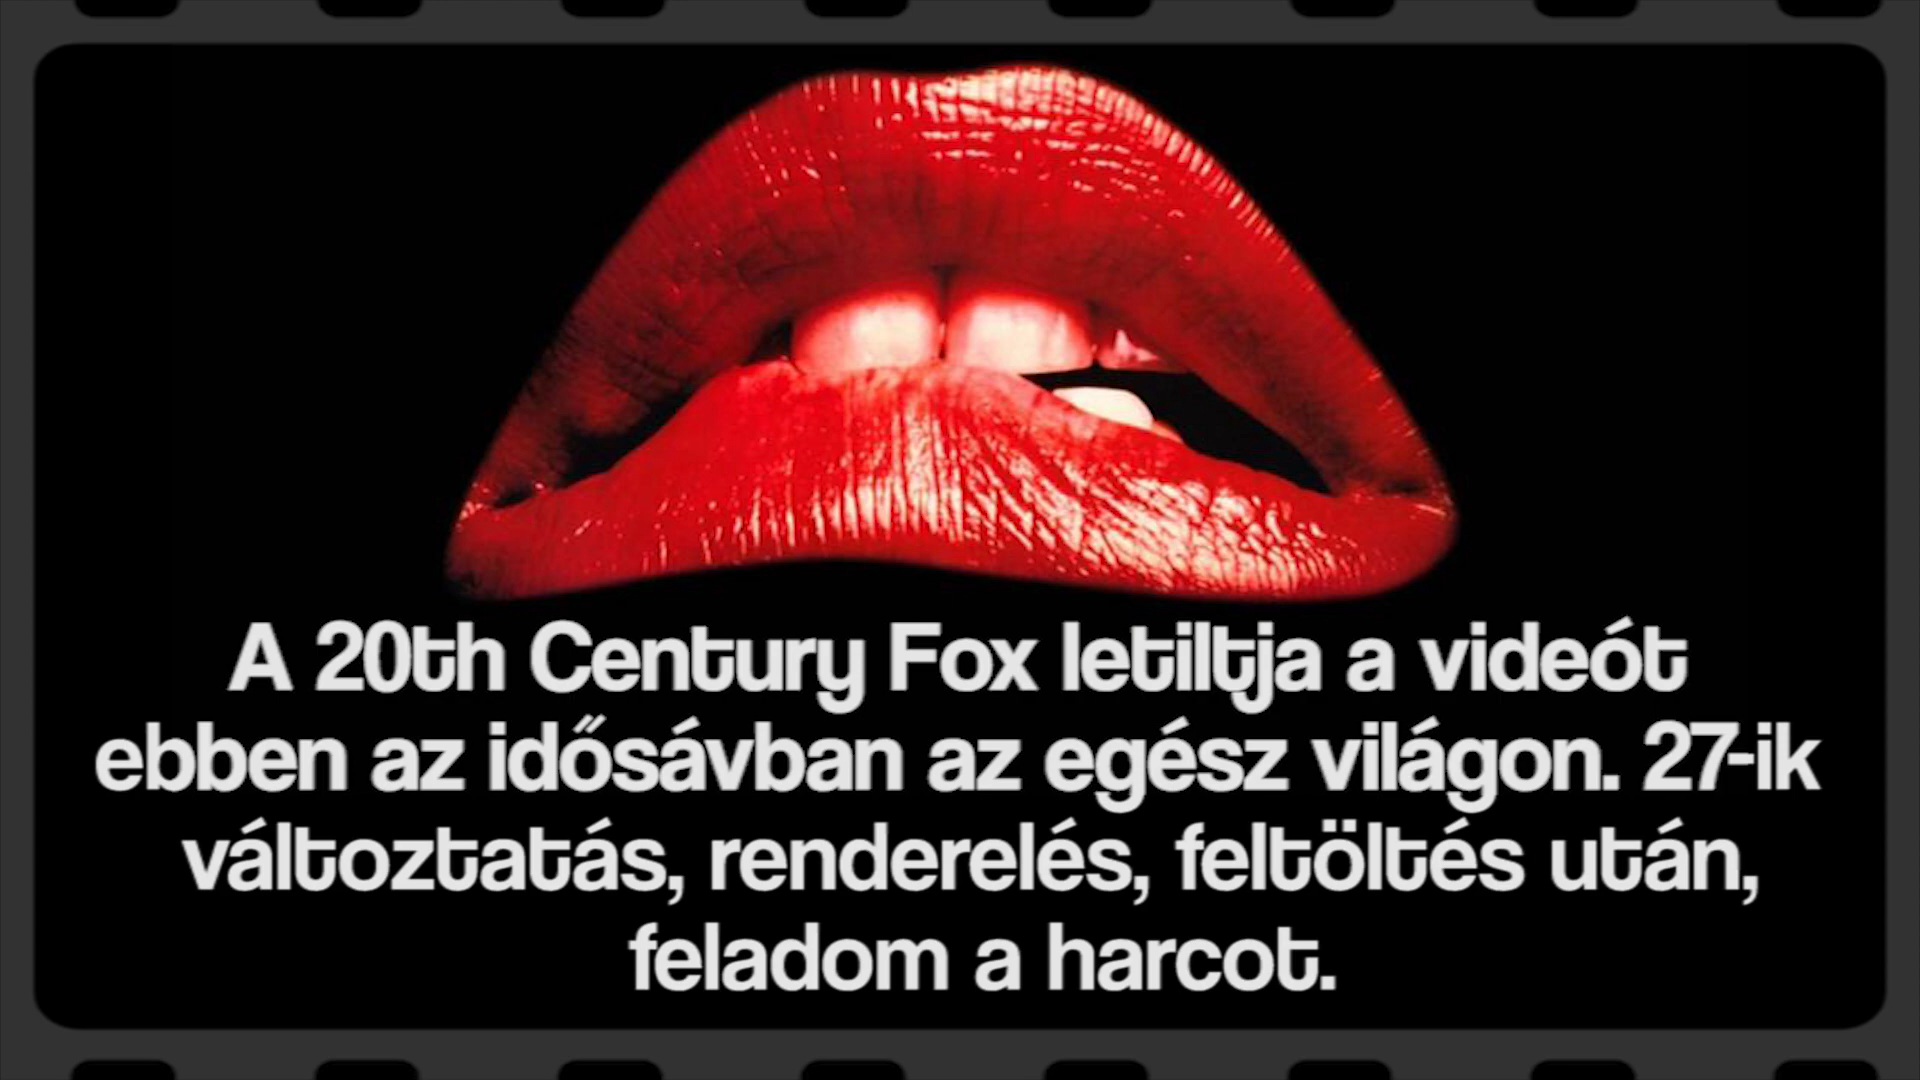 A 20th Century Fox letiltja a videót
ebben az idősávban az egész világon. 27-ik
változtatás, renderelés, feltöltés után,
feladom a harcot.